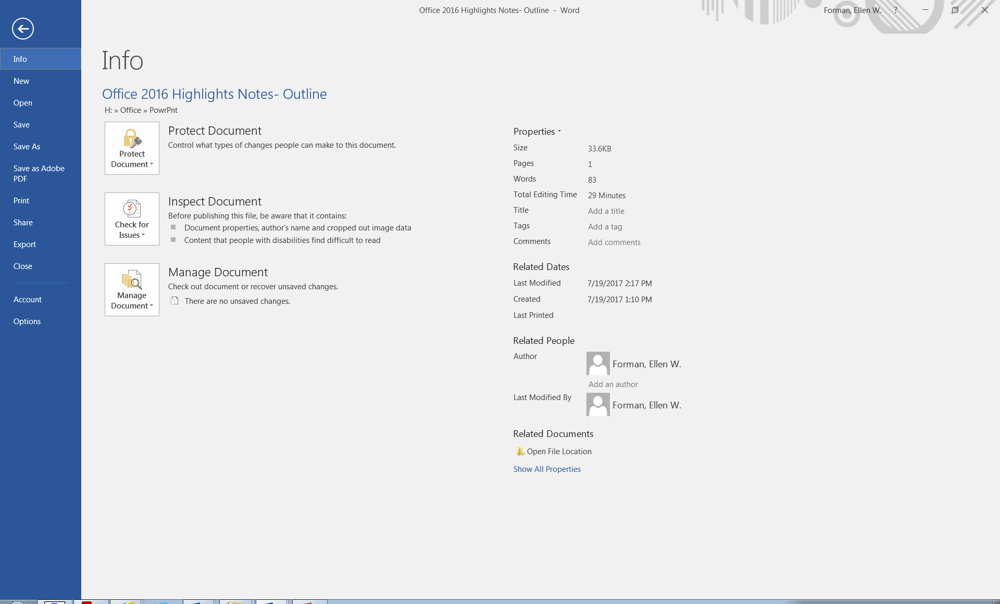 Office 2016 Highlights Notes- Outline - Word
Forman, Ellen W. ?
Info
New
Open
Save
Save As
Save as Adobe
PDF
Print
Share
Export
Close
Account
Options
Info
Office 2016 Highlights Notes- Outline
H: » Office » PowrPnt
Protect
Document
Protect Document
Control what types of changes people can make to this document.
Check for
Issues
Inspect Document
Before publishing this file, be aware that it contains:
Document properties, author's name and cropped out image data
Content that people with disabilities find difficult to read
Manage
Document
Manage Document
Check out document or recover unsaved changes.
There are no unsaved changes.
Properties
Size 33.6KB
Pages 1
Words 83
Total Editing Time 29 Minutes
Title Add a title
Tags Add a tag
Comments Add comments
Related Dates
Last Modified 7/19/2017 2:17 PM
Created 7/19/2017 1:10 PM
Last Printed
Related People
Author Forman, Ellen W.
Add an author
Last Modified By Forman, Ellen W.
Related Documents
Open File Location
Show All Properties